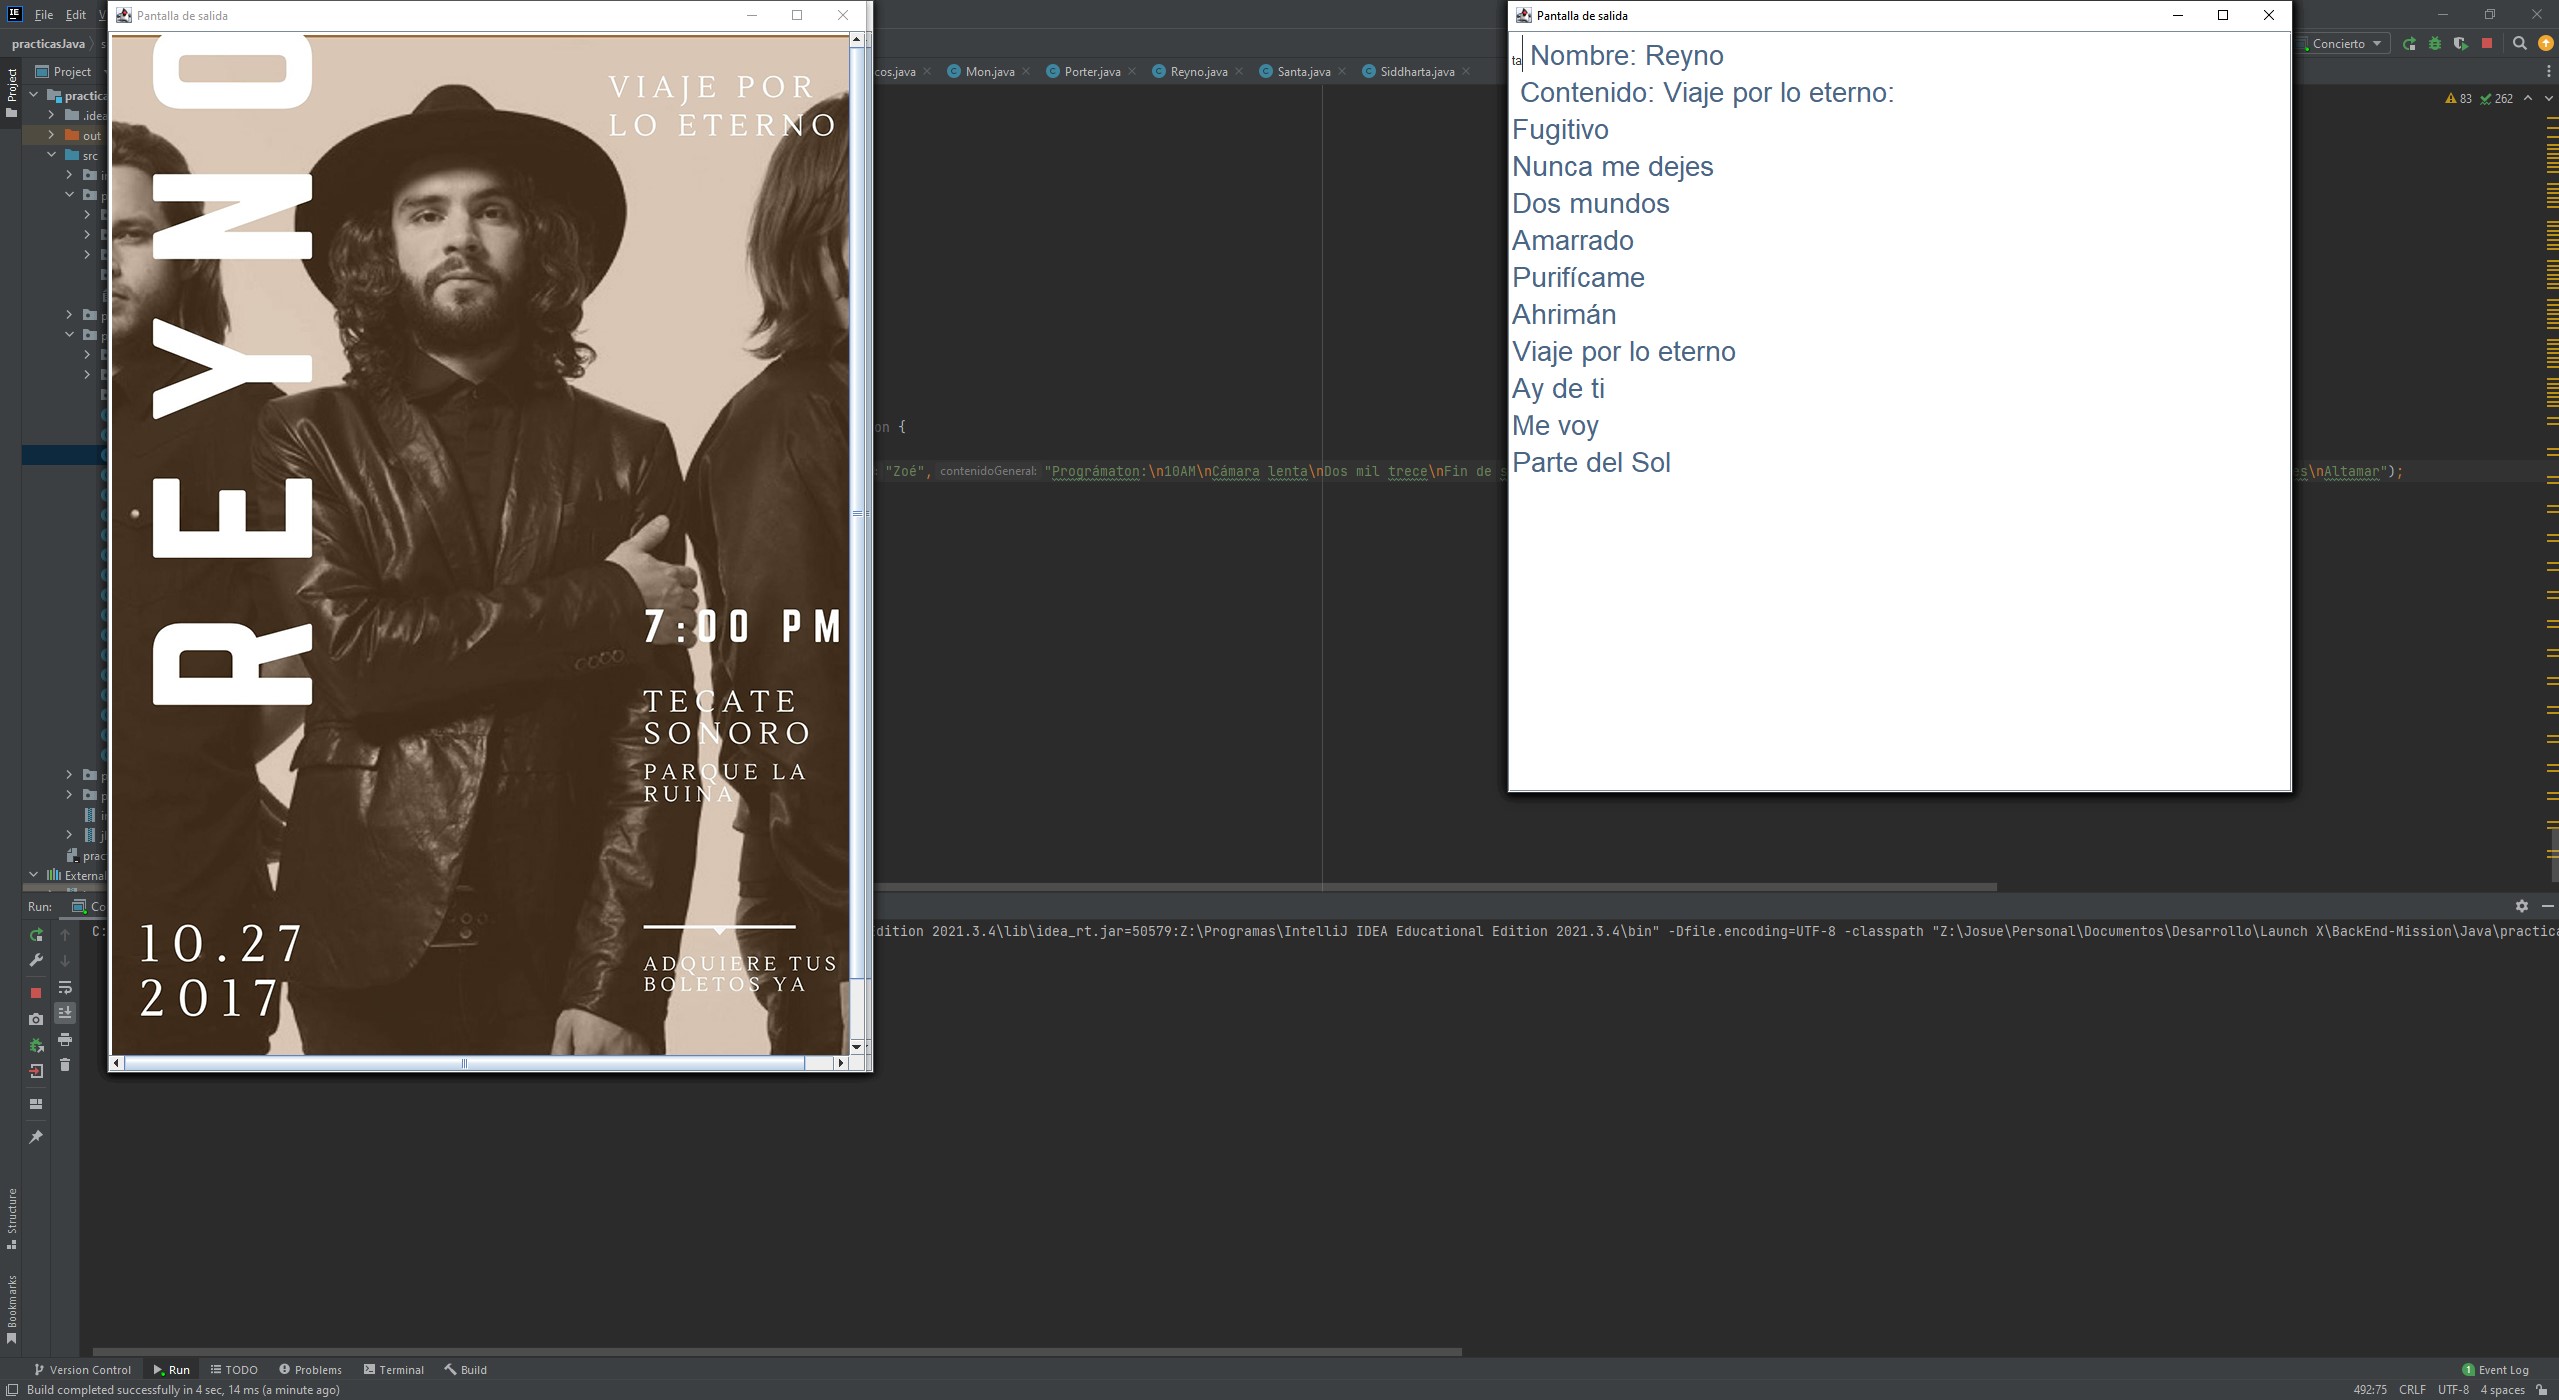 File Edit
practicasJava
Project
.idea
out
src
External
Pantalla de salida
REYNO
VIAJE POR
LO ETERNO
7:00 PM
TECATE
SONORO
PARQUE LA
RUINA
ADQUIERE TUS
BOLETOS YA
10.27
2017
cos.java
Mon.java
Porter.java
Reyno.java
Santa.java
Siddharta.java
Pantalla de salida
ta Nombre: Reyno
Contenido: Viaje por lo eterno:
Fugitivo
Nunca me dejes
Dos mundos
Amarrado
Purifícame
Ahrimán
Viaje por lo eterno
Ay de ti
Me voy
Parte del Sol
Concierto
83 262
on {
"Zoé", contenidoGeneral: "Prográmaton:\n10AM\nCámara lenta\nDos mil trece\nFin de s
es\nAltamar");
Run:
C:
dition 2021.3.4\lib\idea_rt.jar=50579:Z:\Programas\IntelliJ IDEA Educational Edition 2021.3.4\bin" -Dfile.encoding=UTF-8 -classpath "Z:\Josue\Personal\Documentos\Desarrollo\Launch X\BackEnd-Mission\Java\practica
Project
Structure
Bookmarks
Version Control Run TODO Problems Terminal Build
1 Event Log
Build completed successfully in 4 sec, 14 ms (a minute ago)
492:75 CRLF UTF-8 4 spaces